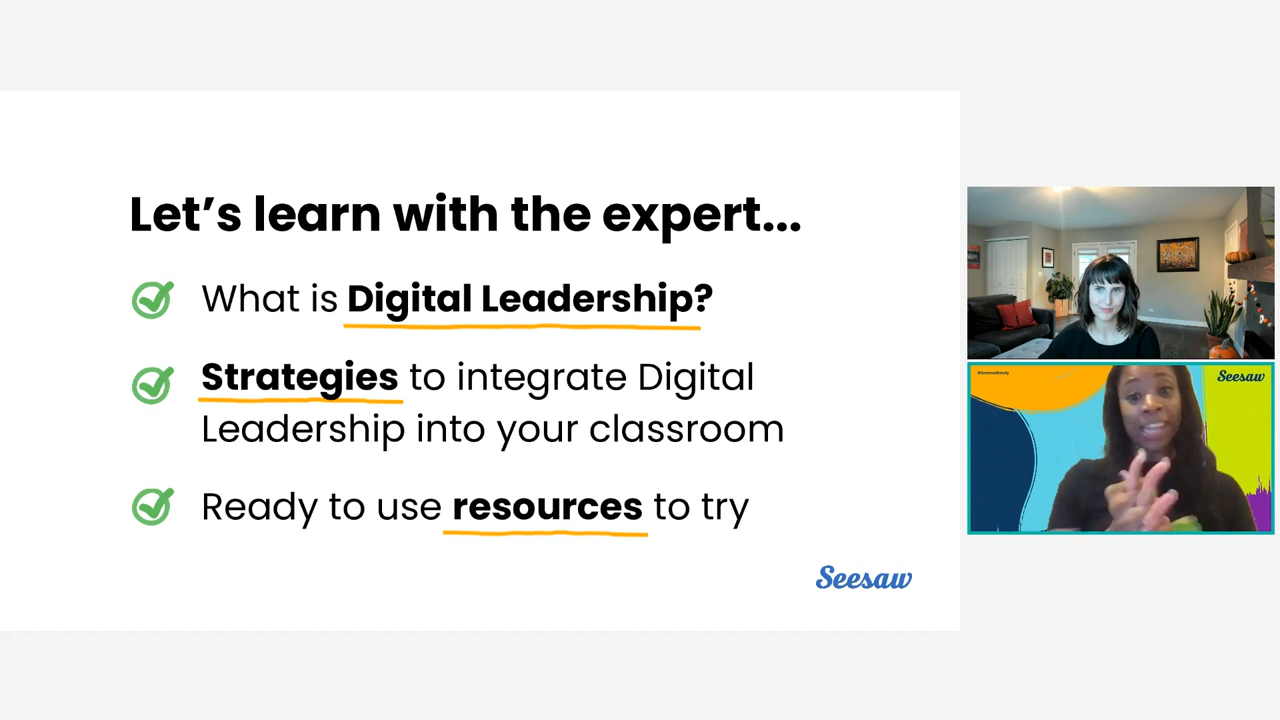 Let’s learn with the expert...
What is Digital Leadership?
Strategies to integrate Digital
Leadership into your classroom
Ready to use resources to try
Seesaw
Seesaw